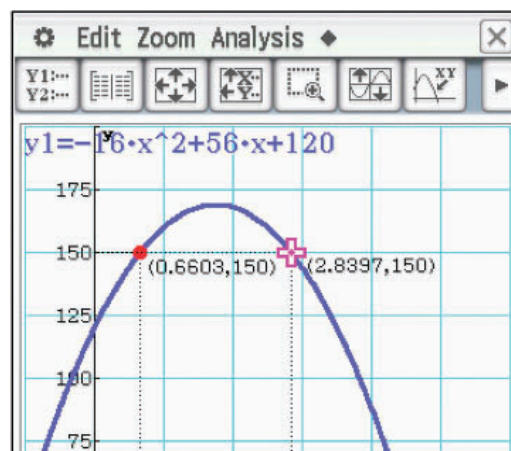 Edit Zoom Analysis ◆
Y1:··· Y2:··· X·· Y·· XY
y1=-16·x^2+56·x+120
y
175
150
(0.6603,150) (2.8397,150)
125
100
75